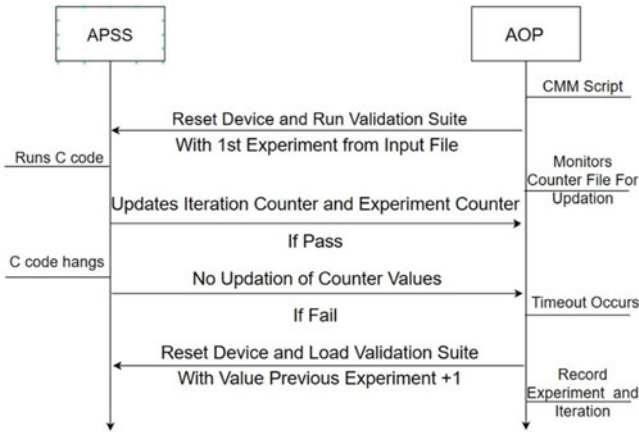 APSS
AOP
CMM Script
Reset Device and Run Validation Suite
With 1st Experiment from Input File
Runs C code
Monitors
Counter File For
Updation
Updates Iteration Counter and Experiment Counter
If Pass
C code hangs
No Updation of Counter Values
If Fail
Timeout Occurs
Reset Device and Load Validation Suite
With Value Previous Experiment +1
Record
Experiment and
Iteration